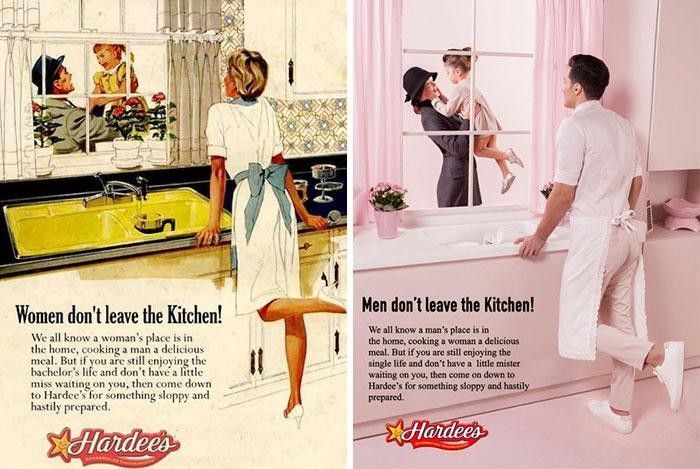 Women don't leave the Kitchen!
We all know a woman's place is in
the home, cooking a man a delicious
meal. But if you are still enjoying the
bachelor's life and don't have a little
miss waiting on you, then come down
to Hardee's for something sloppy and
hastily prepared.
Hardee's
Men don't leave the Kitchen!
We all know a man's place is in
the home, cooking a woman a delicious
meal. But if you are still enjoying the
single life and don't have a little mister
waiting on you, then come on down to
Hardee's for something sloppy and hastily
prepared.
Hardee's